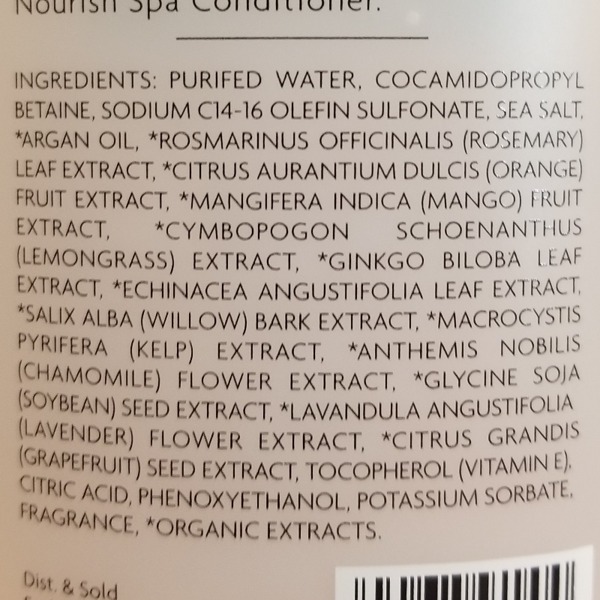 Nourish Spa Conditioner.
INGREDIENTS: PURIFED WATER, COCAMIDOPROPYL
BETAINE, SODIUM C14-16 OLEFIN SULFONATE, SEA SALT,
*ARGAN OIL, *ROSMARINUS OFFICINALIS (ROSEMARY)
LEAF EXTRACT, *CITRUS AURANTIUM DULCIS (ORANGE)
FRUIT EXTRACT, *MANGIFERA INDICA (MANGO) FRUIT
EXTRACT, *CYMBOPOGON SCHOENANTHUS
(LEMONGRASS) EXTRACT, *GINKGO BILOBA LEAF
EXTRACT, *ECHINACEA ANGUSTIFOLIA LEAF EXTRACT,
*SALIX ALBA (WILLOW) BARK EXTRACT, *MACROCYSTIS
PYRIFERA (KELP) EXTRACT, *ANTHEMIS NOBILIS
(CHAMOMILE) FLOWER EXTRACT, *GLYCINE SOJA
(SOYBEAN) SEED EXTRACT, *LAVANDULA ANGUSTIFOLIA
(LAVENDER) FLOWER EXTRACT, *CITRUS GRANDIS
(GRAPEFRUIT) SEED EXTRACT, TOCOPHEROL (VITAMIN E),
CITRIC ACID, PHENOXYETHANOL, POTASSIUM SORBATE,
FRAGRANCE, *ORGANIC EXTRACTS.
Dist. & Sold